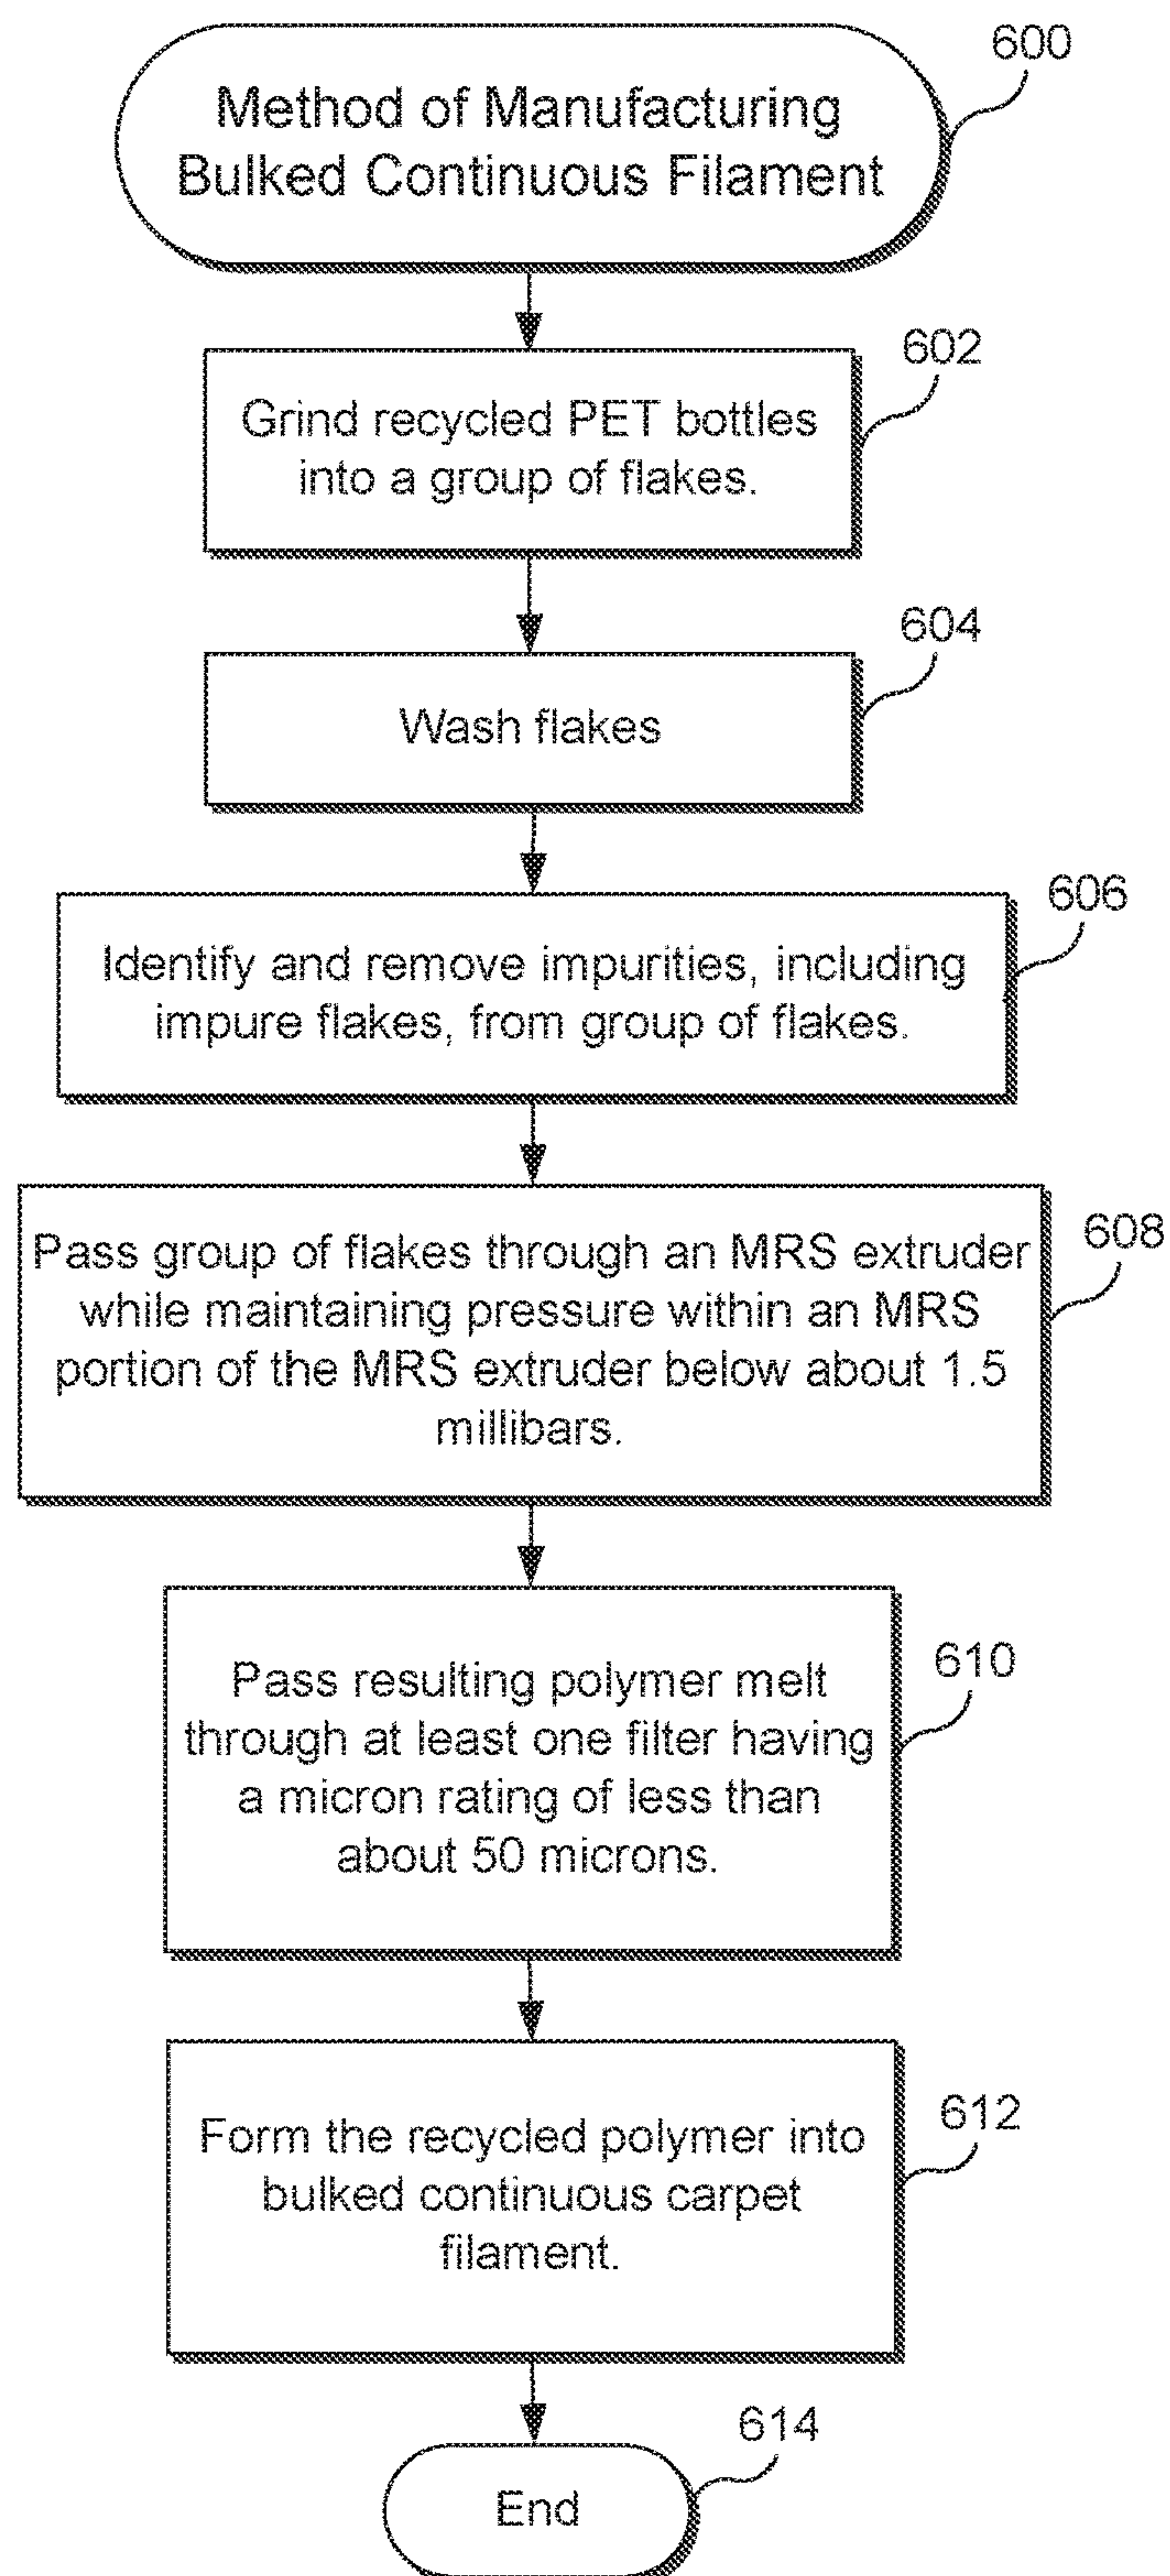 600
Method of Manufacturing
Bulked Continuous Filament
602
Grind recycled PET bottles
into a group of flakes.
604
Wash flakes
606
Identify and remove impurities, including
impure flakes, from group of flakes.
608
Pass group of flakes through an MRS extruder
while maintaining pressure within an MRS
portion of the MRS extruder below about 1.5
millibars.
610
Pass resulting polymer melt
through at least one filter having
a micron rating of less than
about 50 microns.
612
Form the recycled polymer into
bulked continuous carpet
filament.
614
End